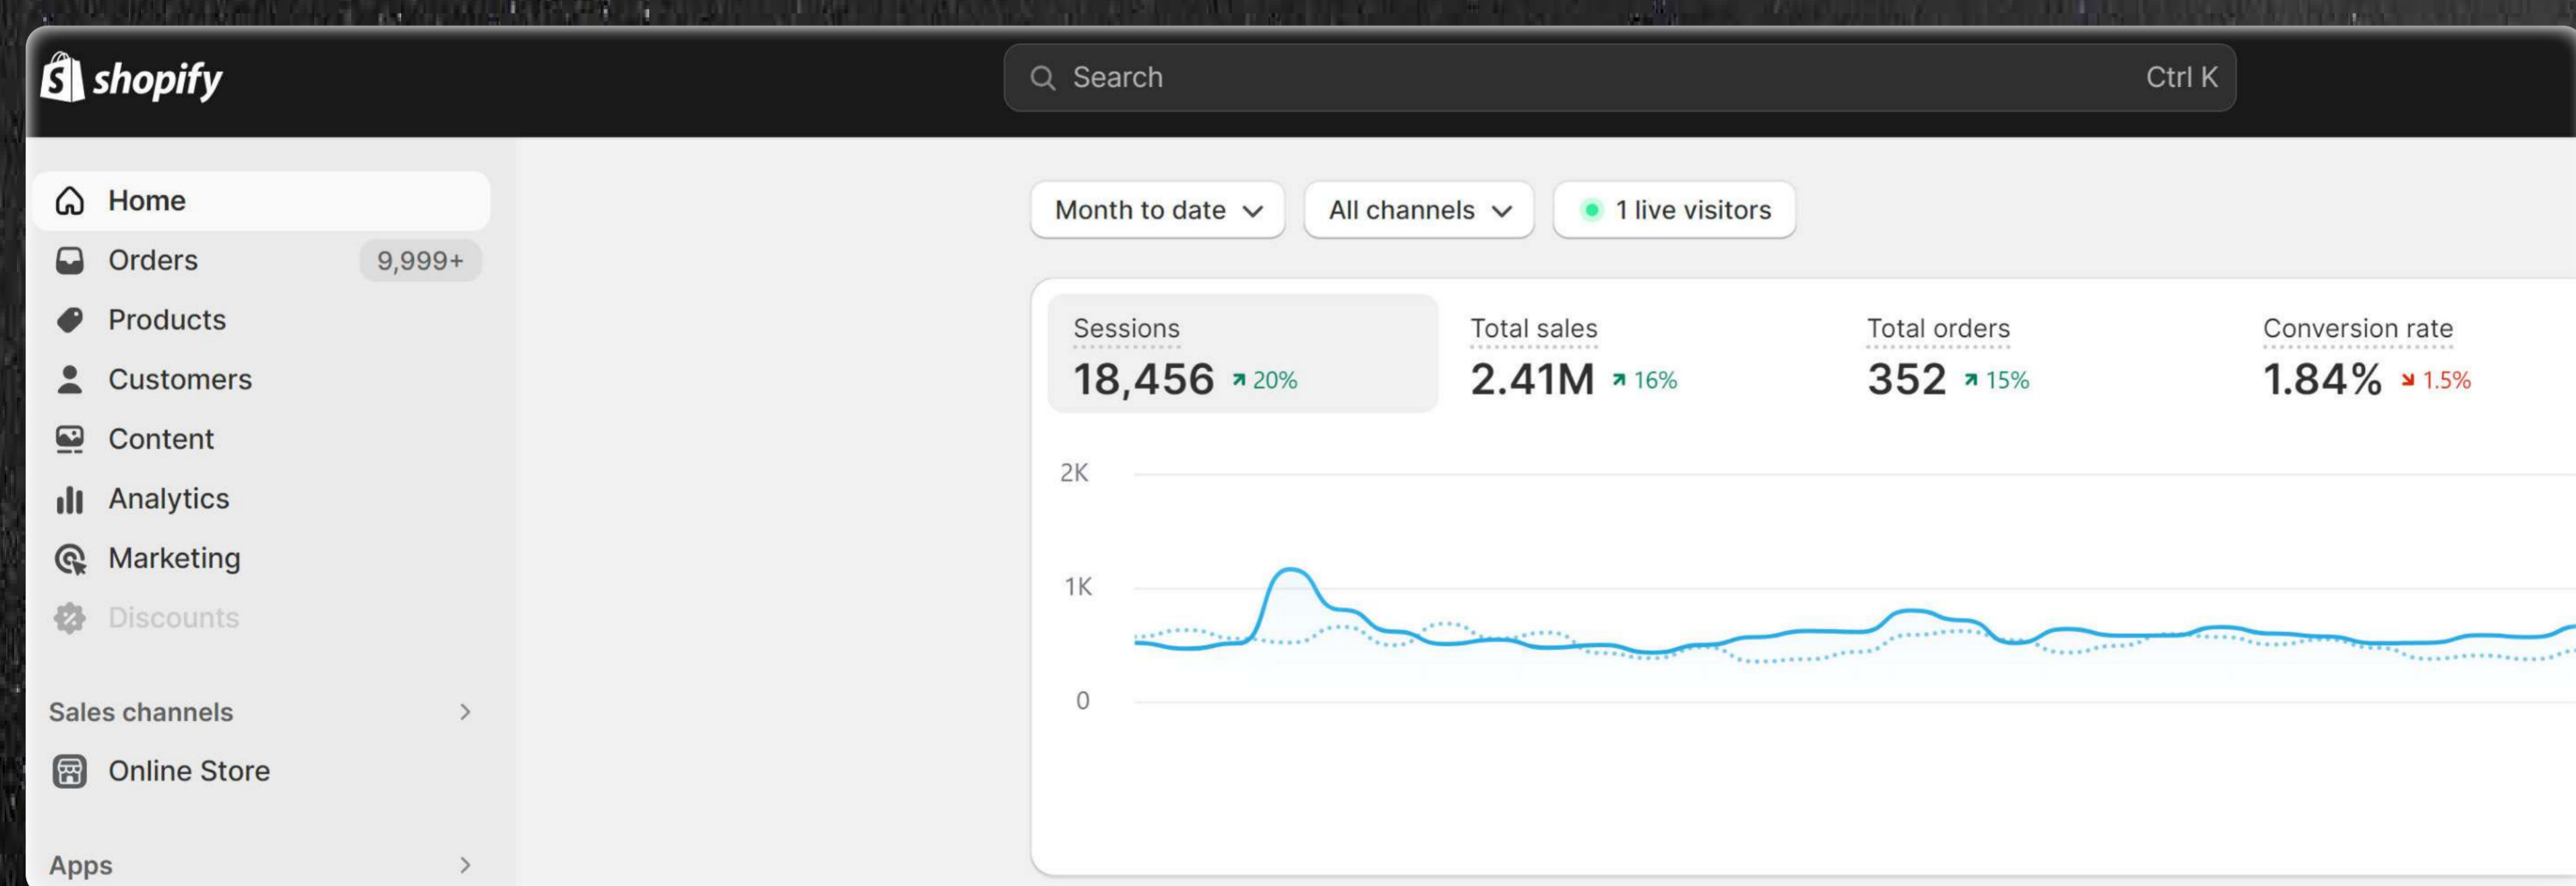 shopify
Search Ctrl K
Home
Orders 9,999+
Products
Customers
Content
Analytics
Marketing
Discounts
Sales channels
Online Store
Apps
Month to date All channels 1 live visitors
Sessions Total sales Total orders Conversion rate
18,456 20% 2.41M 16% 352 15% 1.84% 1.5%
2K
1K
0